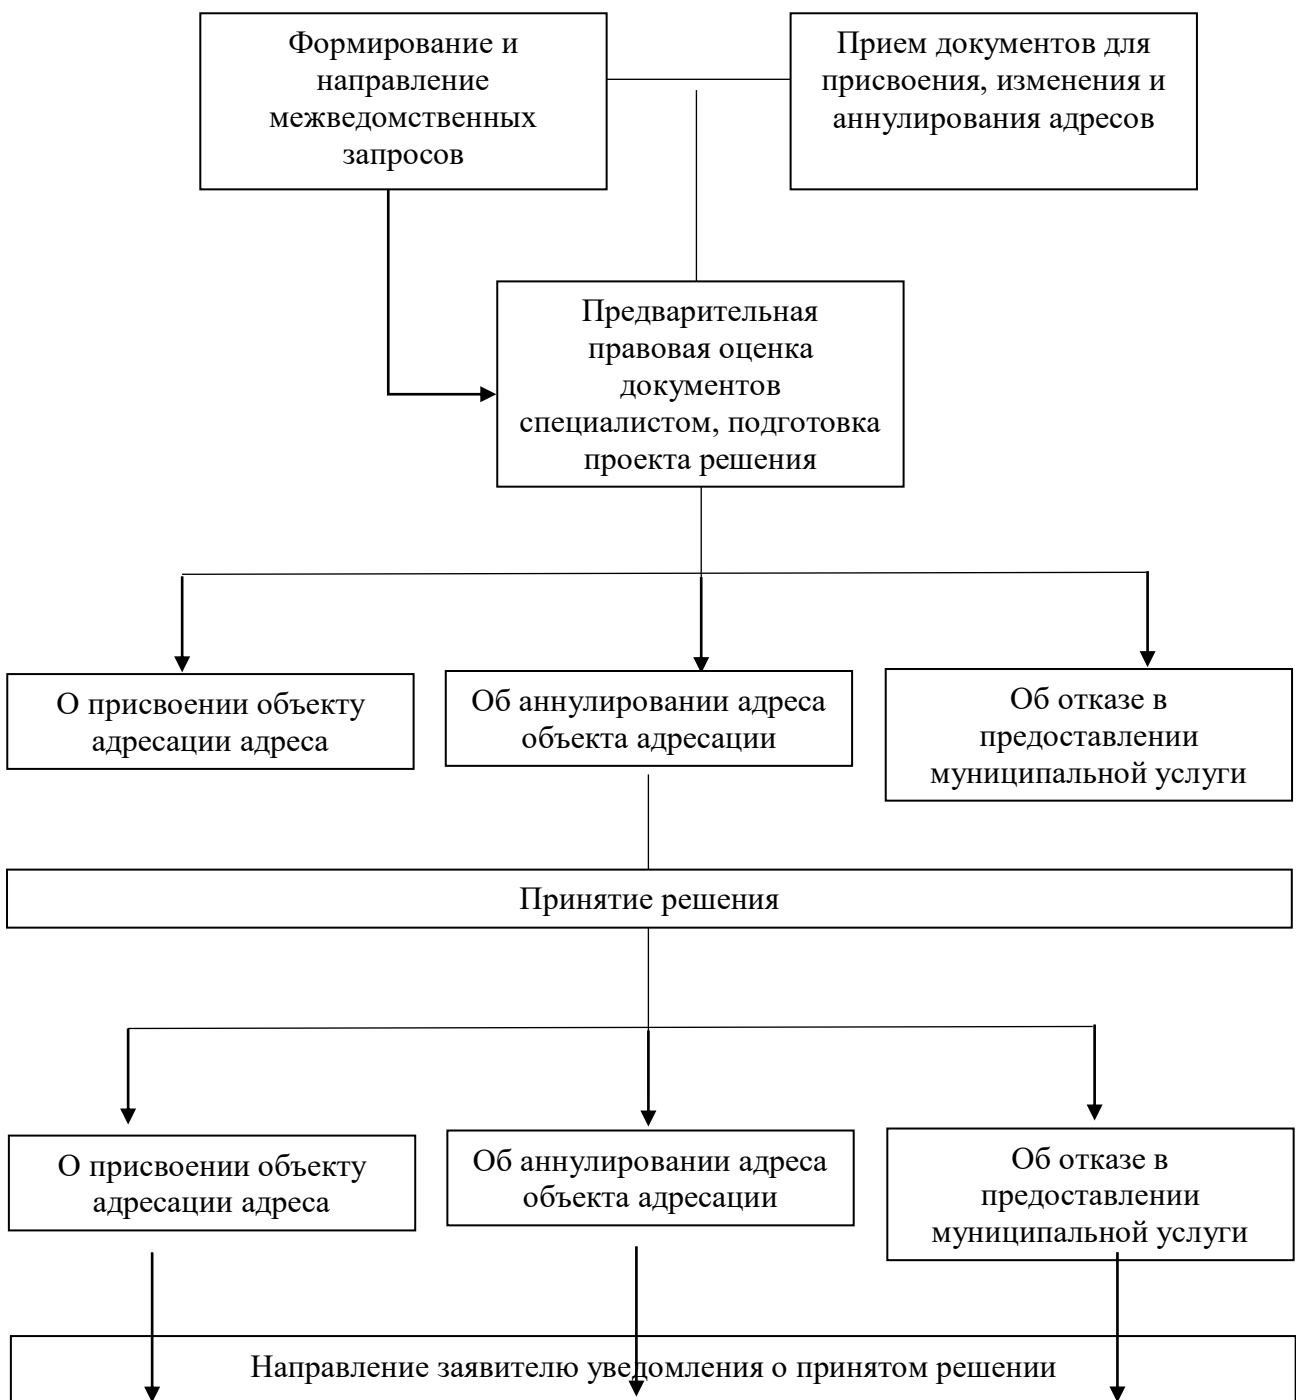 Формирование и
направление
межведомственных
запросов
Прием документов для
присвоения, изменения и
аннулирования адресов
Предварительная
правовая оценка
документов
специалистом, подготовка
проекта решения
О присвоении объекту
адресации адреса
Об аннулировании адреса
объекта адресации
Об отказе в
предоставлении
муниципальной услуги
Принятие решения
О присвоении объекту
адресации адреса
Об аннулировании адреса
объекта адресации
Об отказе в
предоставлении
муниципальной услуги
Направление заявителю уведомления о принятом решении